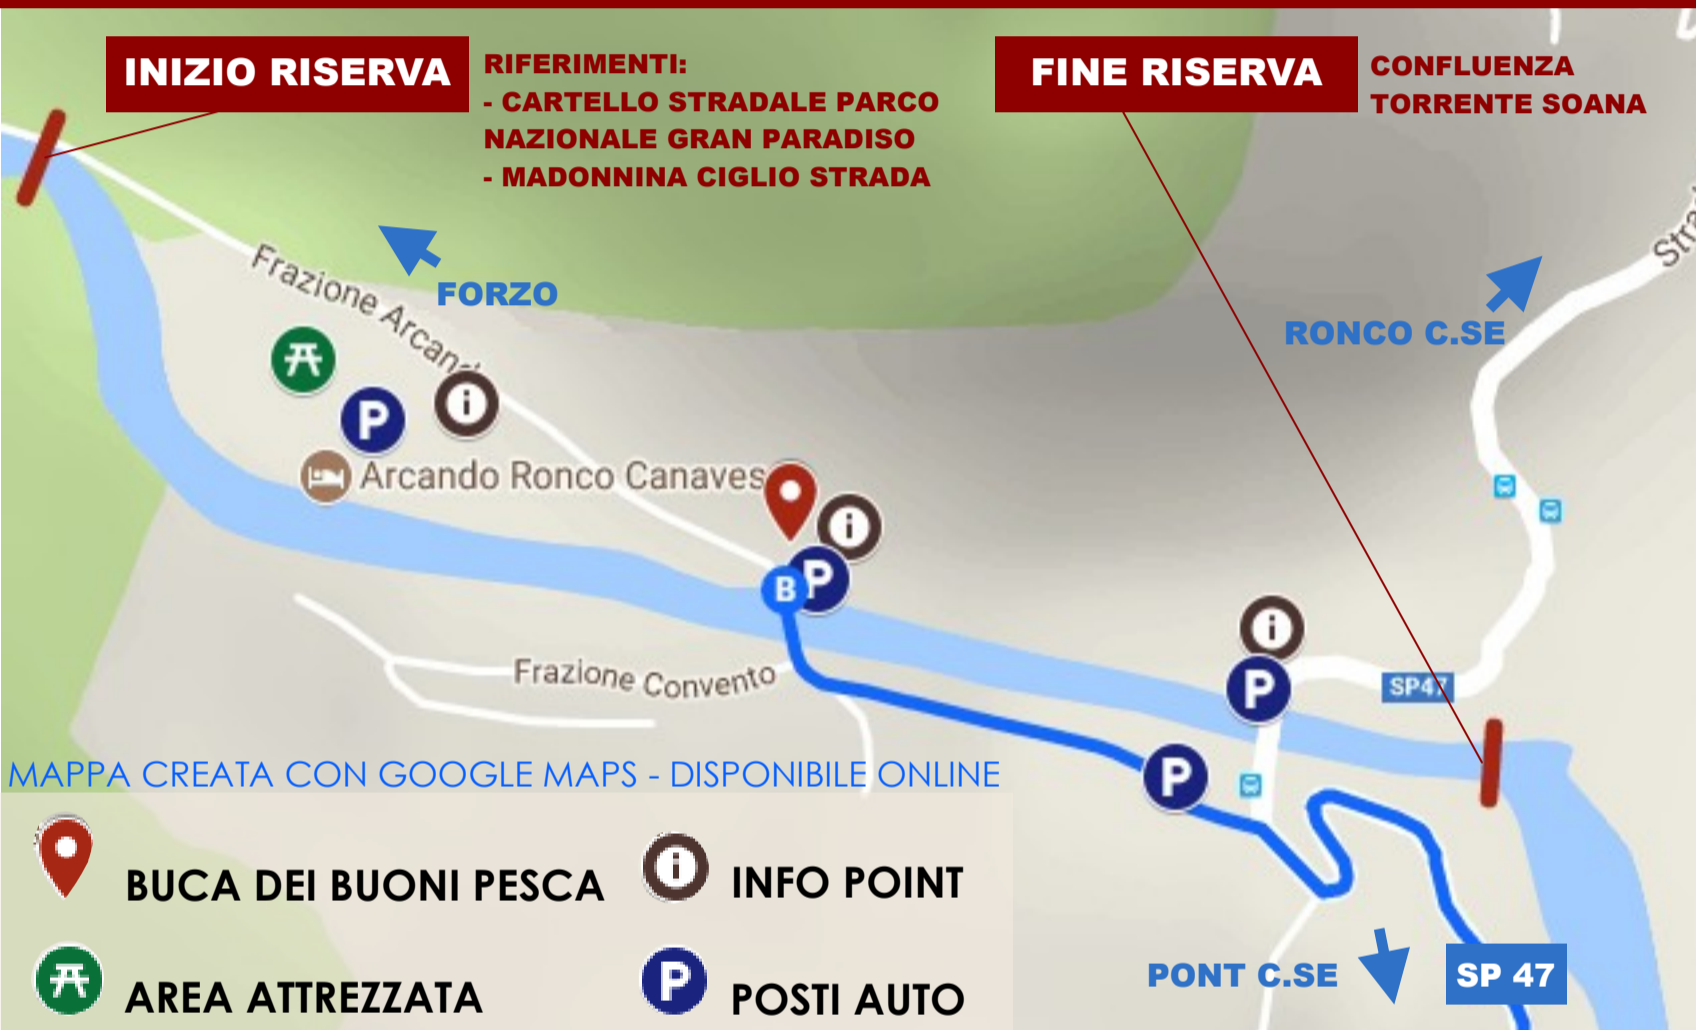 INIZIO RISERVA
RIFERIMENTI:
- CARTELLO STRADALE PARCO
NAZIONALE GRAN PARADISO
- MADONNINA CIGLIO STRADA
FINE RISERVA
CONFLUENZA
TORRENTE SOANA
FORZO
RONCO C.SE
Frazione
P
i
Arcando Ronco Canaves
i
B
P
i
P
SP47
Frazione Convento
P
MAPPA CREATA CON GOOGLE MAPS - DISPONIBILE ONLINE
BUCA DEI BUONI PESCA
i
INFO POINT
AREA ATTREZZATA
P
POSTI AUTO
PONT C.SE
SP 47